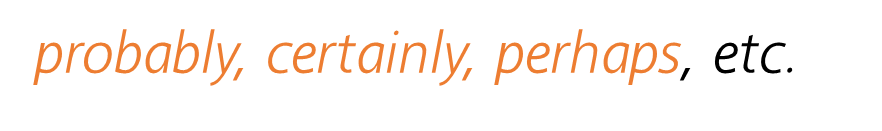 probably, certainly, perhaps, etc.